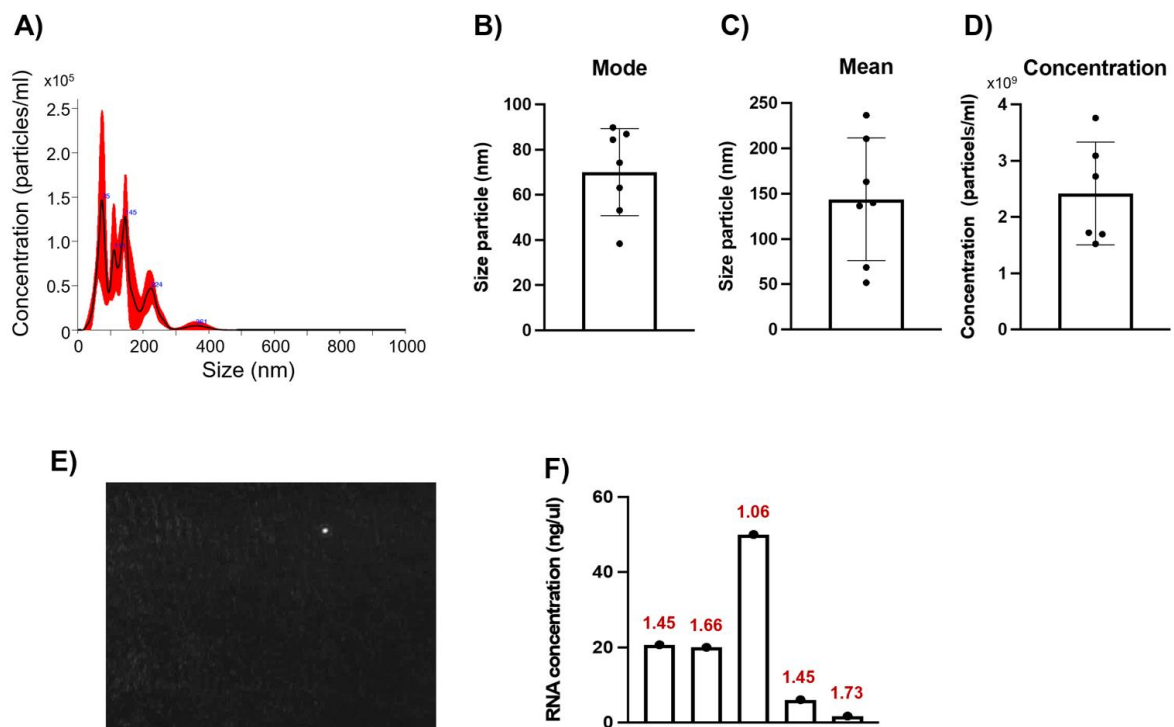 A)
Concentration (particles/ml)
x10⁵
2.5
2.0
1.5
1.0
0.5
0
45
24
0 200 400 600 800 1000
Size (nm)
B)
Mode
Size particle (nm)
100
80
60
40
20
0
C)
Mean
Size particle (nm)
250
200
150
100
50
0
D)
x10⁹ Concentration
Concentration (particels/ml)
4
3
2
1
0
E)
F)
RNA concentration (ng/ul)
60
40
20
0
1.45
1.66
1.06
1.45
1.73